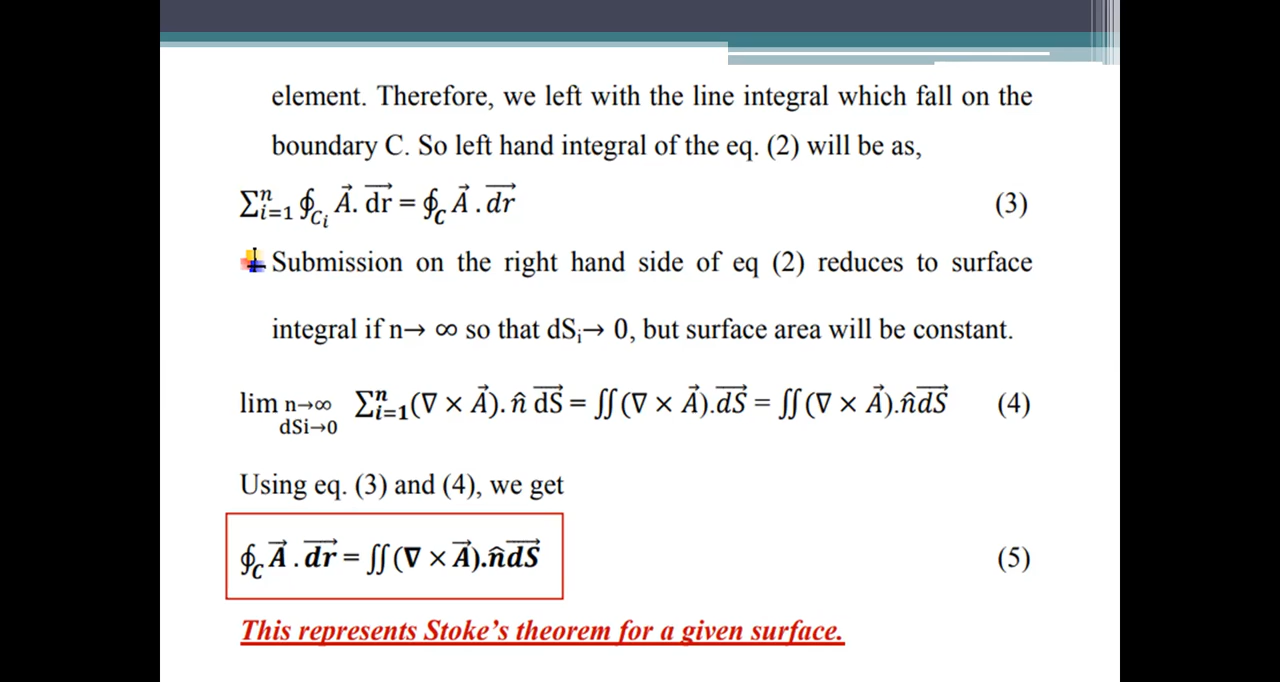 element. Therefore, we left with the line integral which fall on the
boundary C. So left hand integral of the eq. (2) will be as,
∑ⁿᵢ₌₁ ∮_{Cᵢ} A⃗. d͞r⃗ = ∮_C A⃗ . d͞r⃗ (3)
Submission on the right hand side of eq (2) reduces to surface
integral if n→ ∞ so that dSᵢ→ 0, but surface area will be constant.
lim n→∞ dSi→0 ∑ⁿᵢ₌₁(∇ × A⃗). n̂ dS⃗ = ∬(∇ × A⃗).dS⃗ = ∬(∇ × A⃗).n̂dS⃗ (4)
Using eq. (3) and (4), we get
∮_C A⃗ . dr⃗ = ∬(∇ × A⃗).n̂dS⃗ (5)
This represents Stoke's theorem for a given surface.